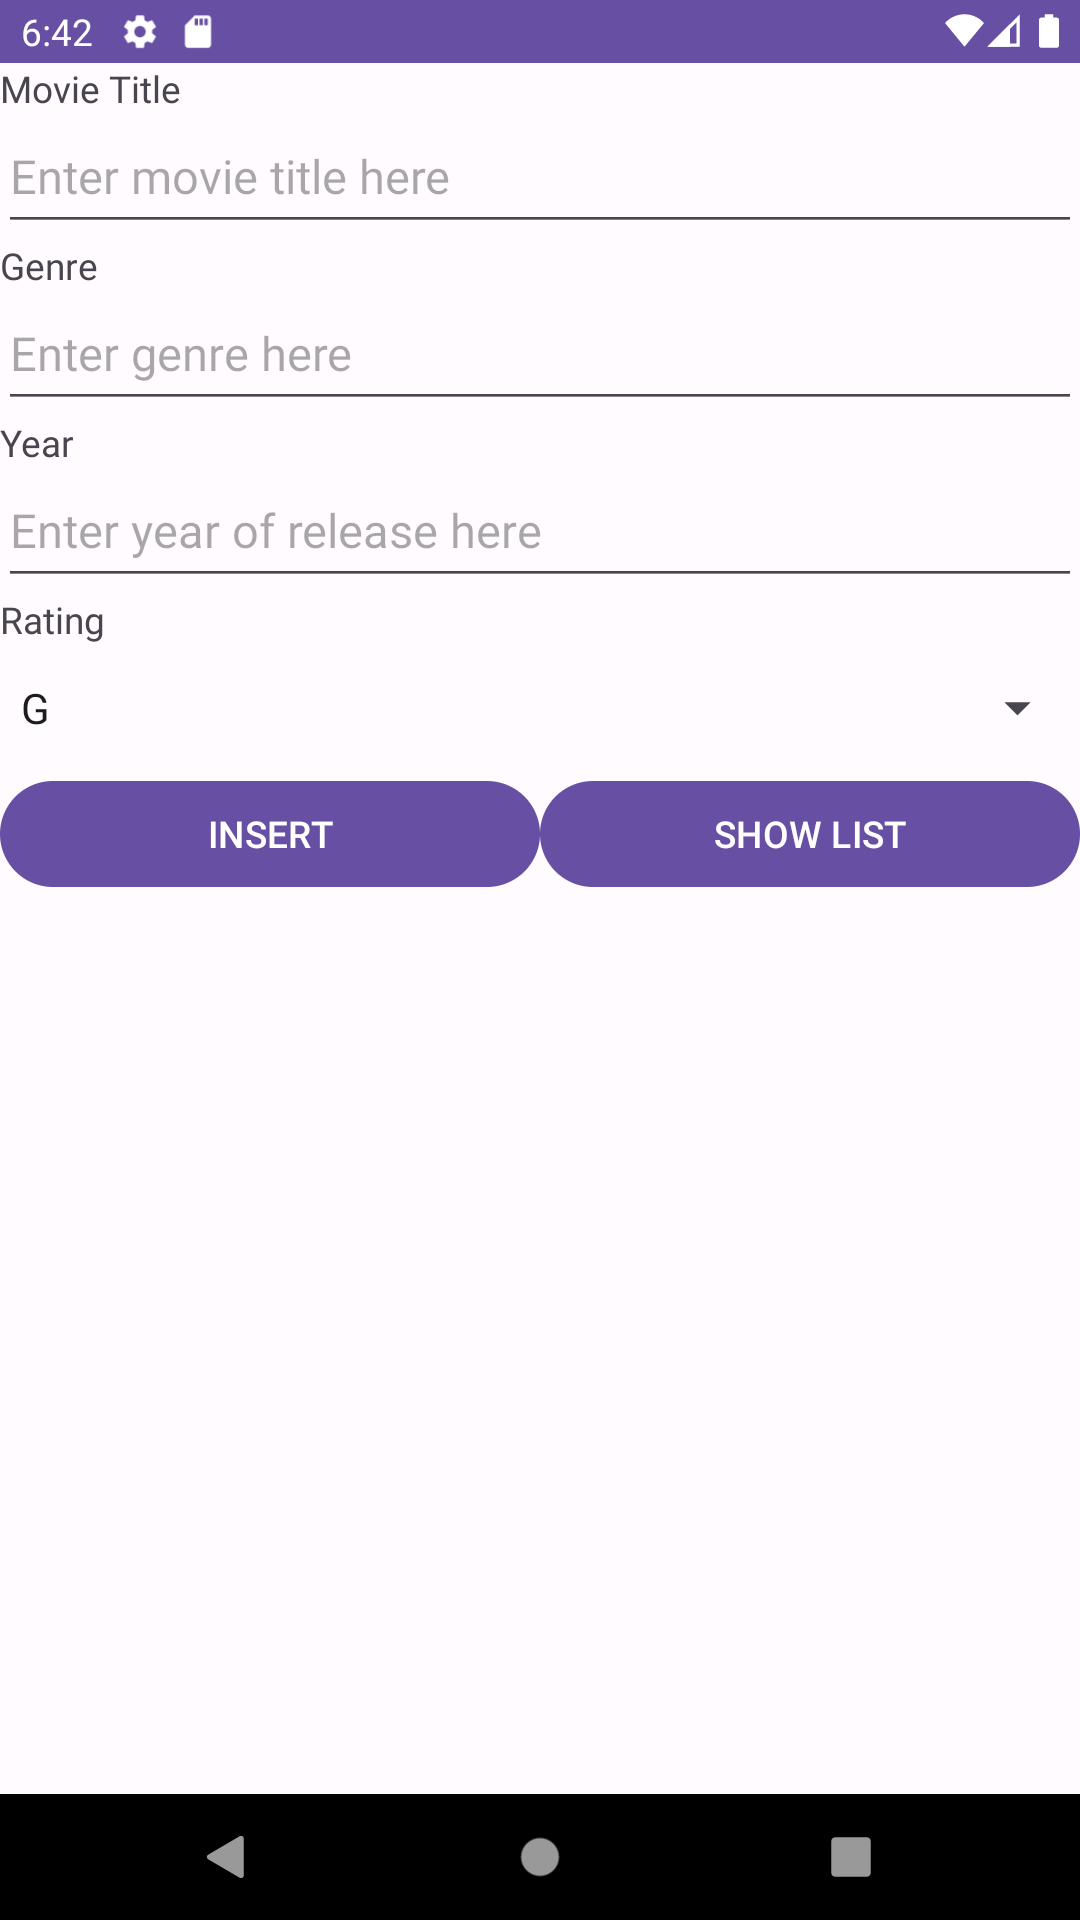 6:42
Movie Title
Enter movie title here
Genre
Enter genre here
Year
Enter year of release here
Rating
G
INSERT SHOW LIST